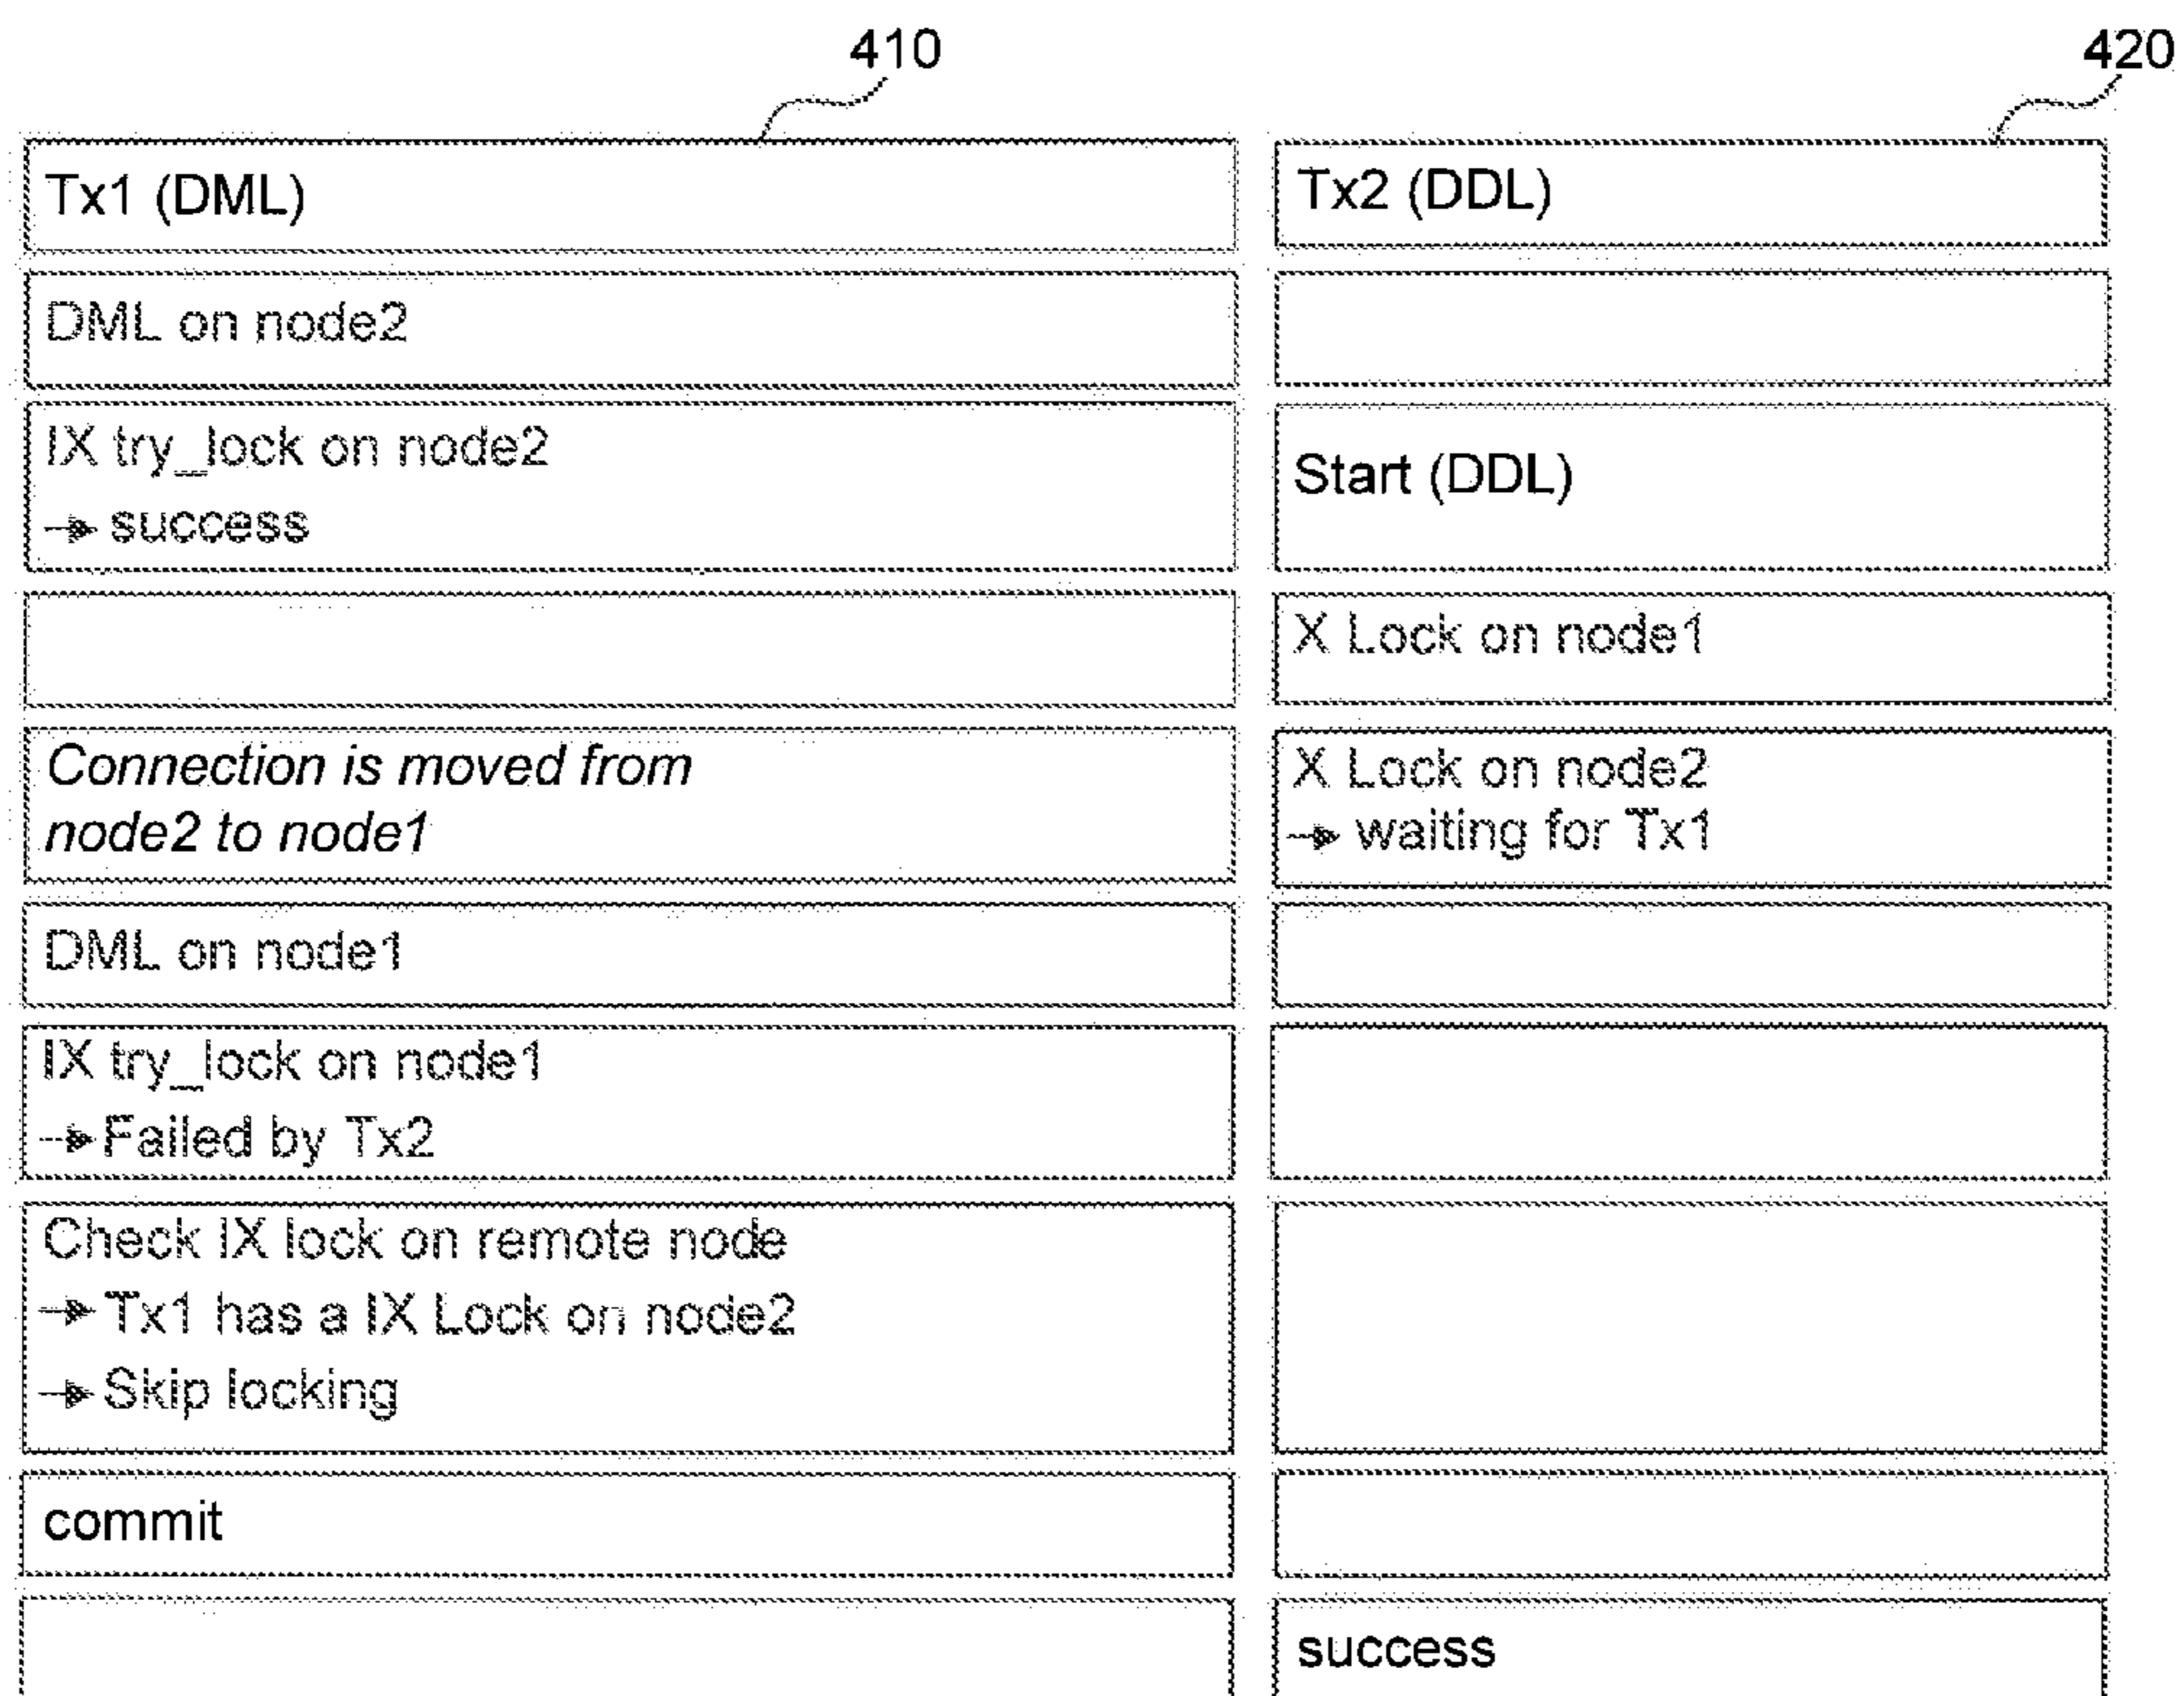 410
420
Tx1 (DML)
Tx2 (DDL)
DML on node2
IX try_lock on node2
→ success
Start (DDL)
X Lock on node1
Connection is moved from
node2 to node1
X Lock on node2
→ waiting for Tx1
DML on node1
IX try_lock on node1
→ Failed by Tx2
Check IX lock on remote node
→ Tx1 has a IX Lock on node2
→ Skip locking
commit
success